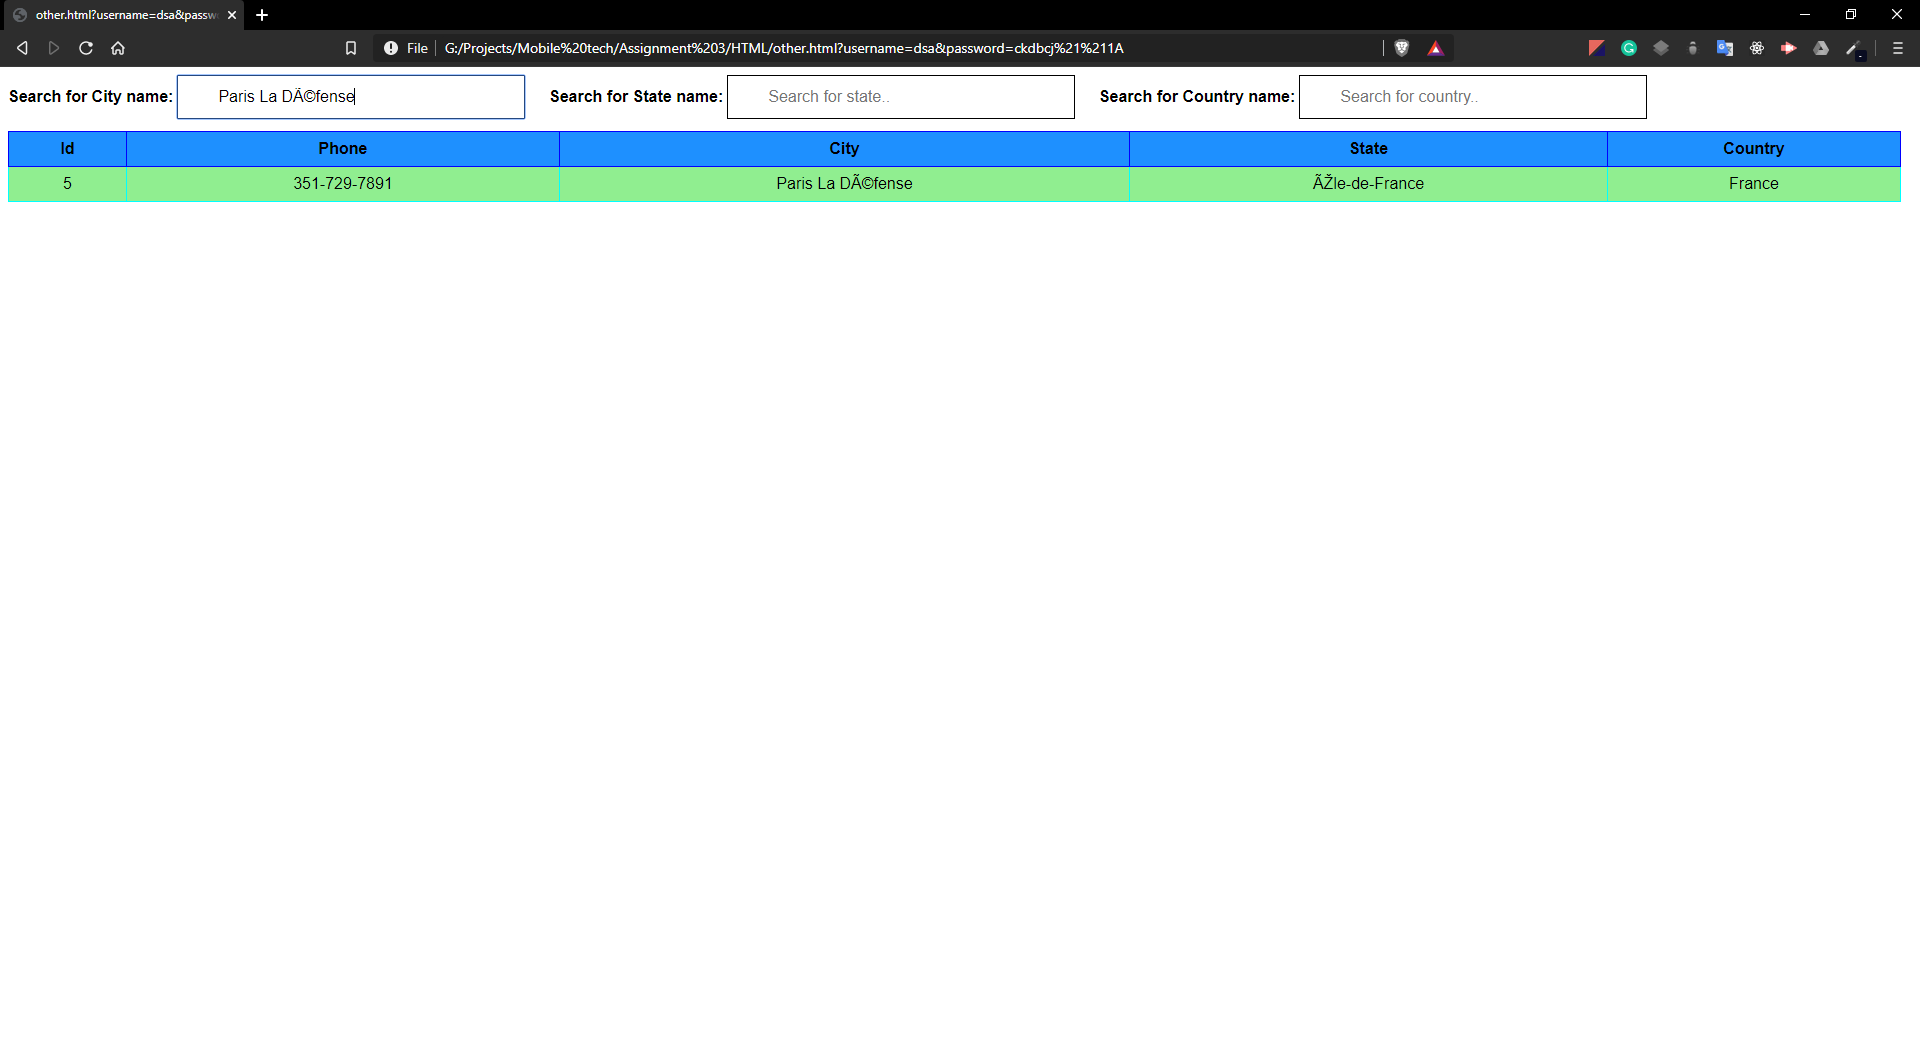 other.html?username=dsa&passw
File G:/Projects/Mobile%20tech/Assignment%203/HTML/other.html?username=dsa&password=ckdbcj%21%211A
Search for City name: Paris La DÃ©fense Search for State name: Search for state.. Search for Country name: Search for country..
Id Phone City State Country
5 351-729-7891 Paris La DÃ©fense ÃŽle-de-France France